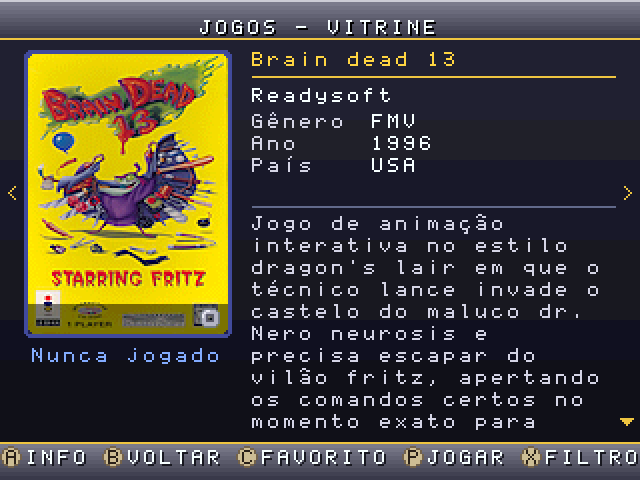 JOGOS - VITRINE
Brain dead 13
Readysoft
Gênero FMV
Ano 1996
País USA
BRAIN DEAD
13
STARRING FRITZ
1 PLAYER
Nunca jogado
Jogo de animação
interativa no estilo
dragon's lair em que o
técnico lance invade o
castelo do maluco dr.
Nero neurosis e
precisa escapar do
vilão fritz, apertando
os comandos certos no
momento exato para
A INFO B VOLTAR C FAVORITO P JOGAR X FILTRO